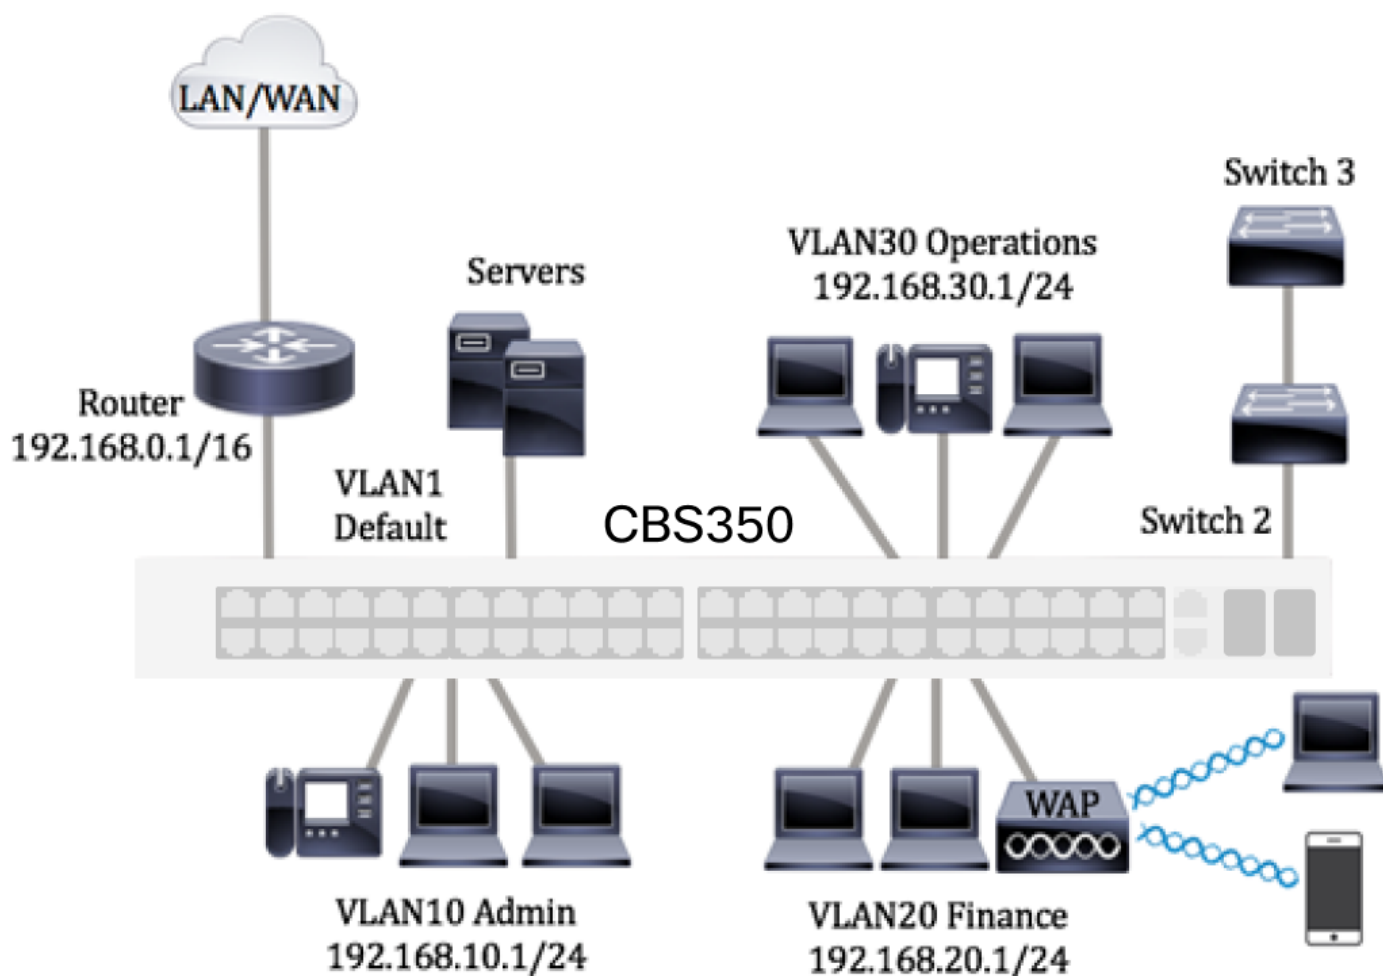 LAN/WAN
Switch 3
VLAN30 Operations
192.168.30.1/24
Servers
Router
192.168.0.1/16
VLAN1
Default
CBS350
Switch 2
WAP
VLAN10 Admin
192.168.10.1/24
VLAN20 Finance
192.168.20.1/24